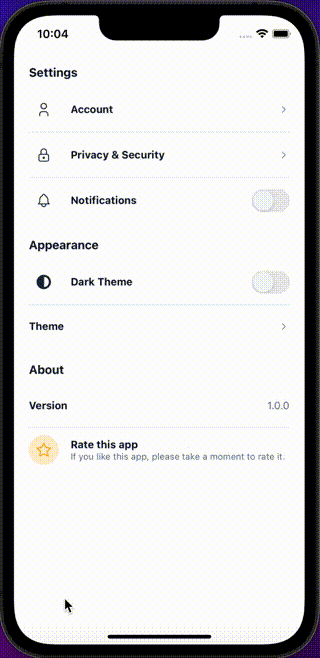 10:04
Settings
Account
Privacy & Security
Notifications
Appearance
Dark Theme
Theme
About
Version 1.0.0
Rate this app
If you like this app, please take a moment to rate it.